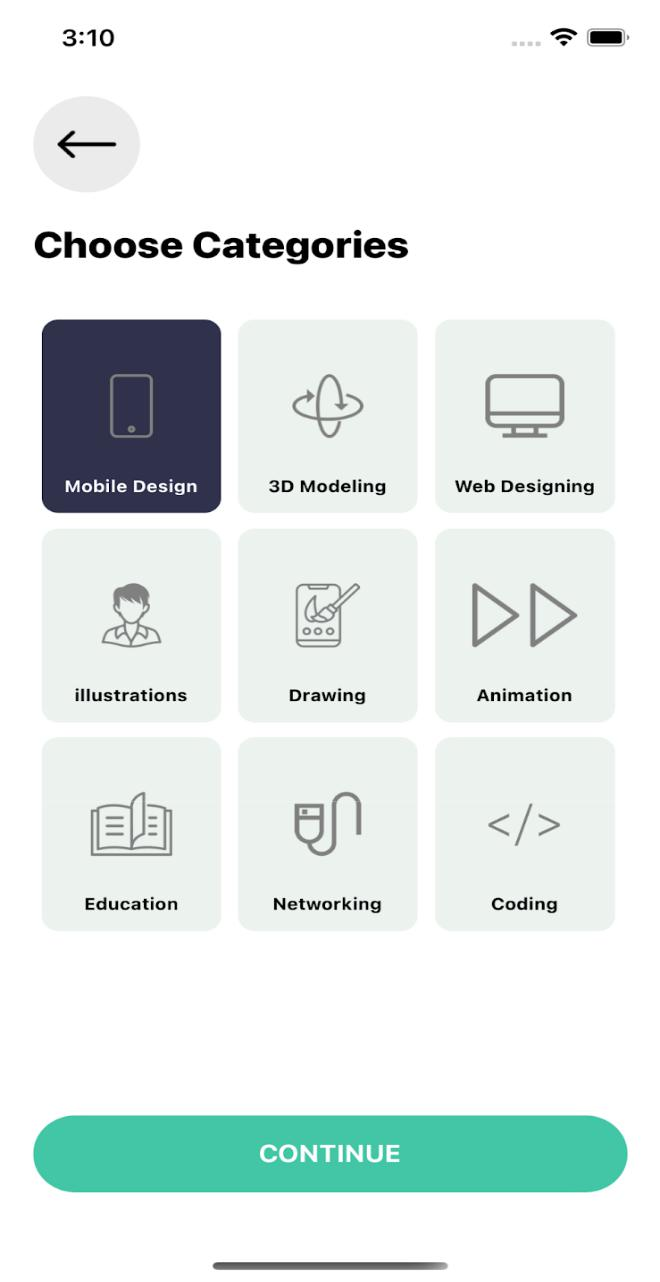 3:10
Choose Categories
Mobile Design
3D Modeling
Web Designing
illustrations
Drawing
Animation
Education
Networking
</>
Coding
CONTINUE